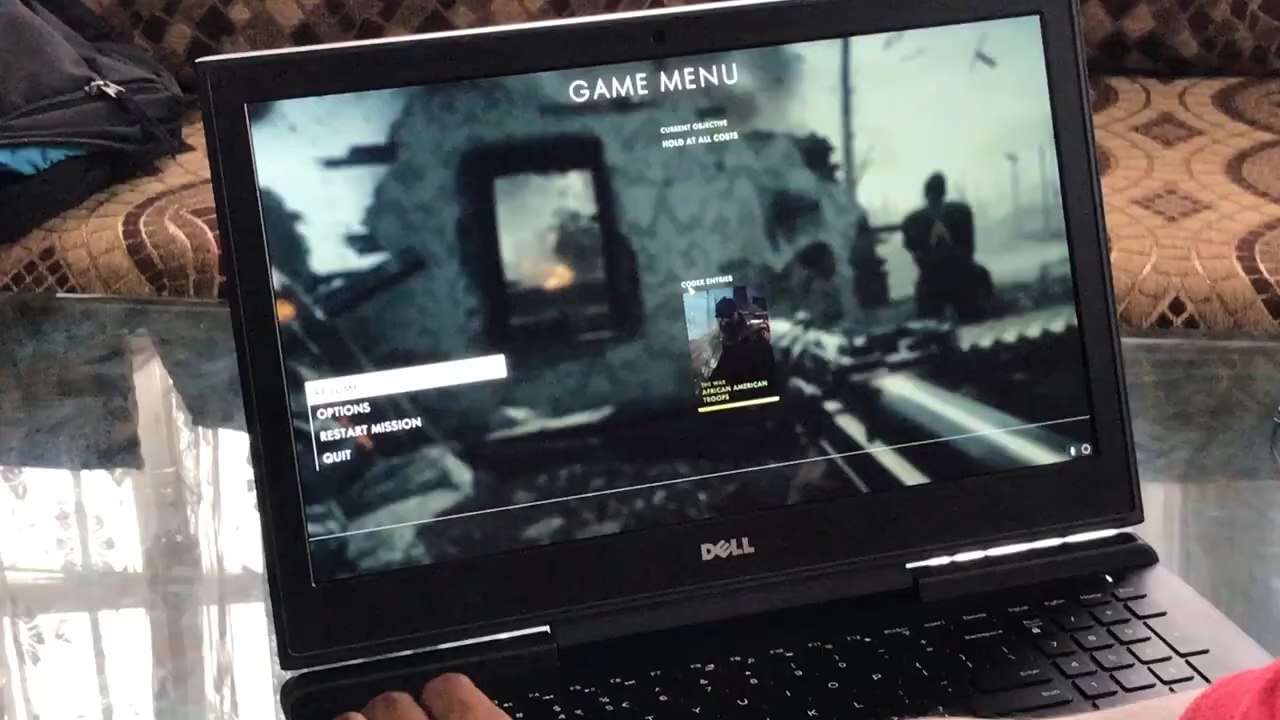 GAME MENU
CURRENT OBJECTIVE
HOLD AT ALL COSTS
CODEX ENTRIES
THE WAR
AFRICAN AMERICAN
TROOPS
RESUME
OPTIONS
RESTART MISSION
QUIT
DELL